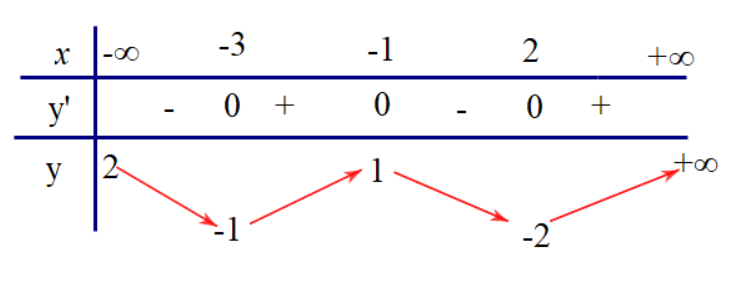 x -∞ -3 -1 2 +∞
y' - 0 + 0 - 0 +
y 2 -1 1 -2 +∞